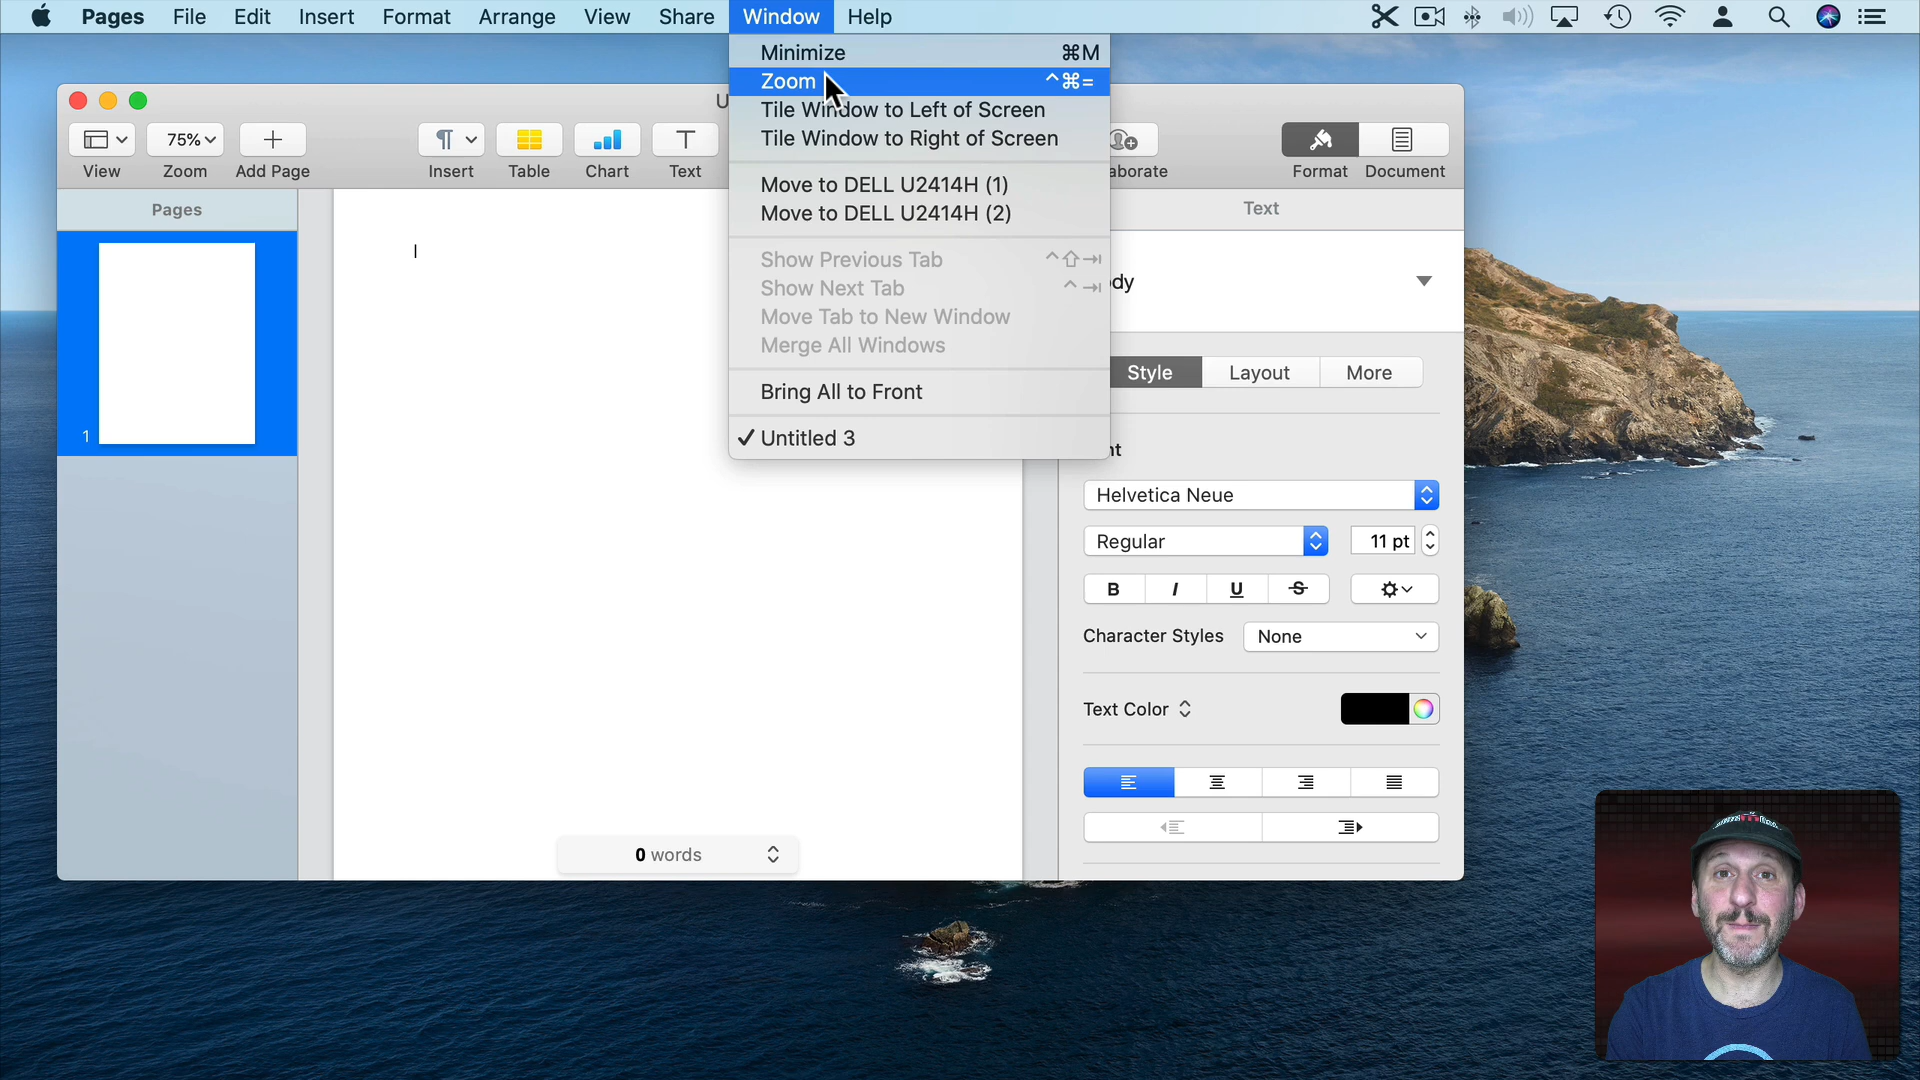 Pages File Edit Insert Format Arrange View Share Window Help
Minimize ⌘M
Zoom ^⌘=
Tile Window to Left of Screen
Tile Window to Right of Screen
Move to DELL U2414H (1)
Move to DELL U2414H (2)
Show Previous Tab ^⇧⇥
Show Next Tab ^⇥
Move Tab to New Window
Merge All Windows
Bring All to Front
✓ Untitled 3
U
75%
View Zoom Add Page Insert Table Chart Text aborate Format Document
Pages
Text
1
dy
Style Layout More
nt
Helvetica Neue
Regular 11 pt
B I U S
Character Styles None
Text Color
0 words